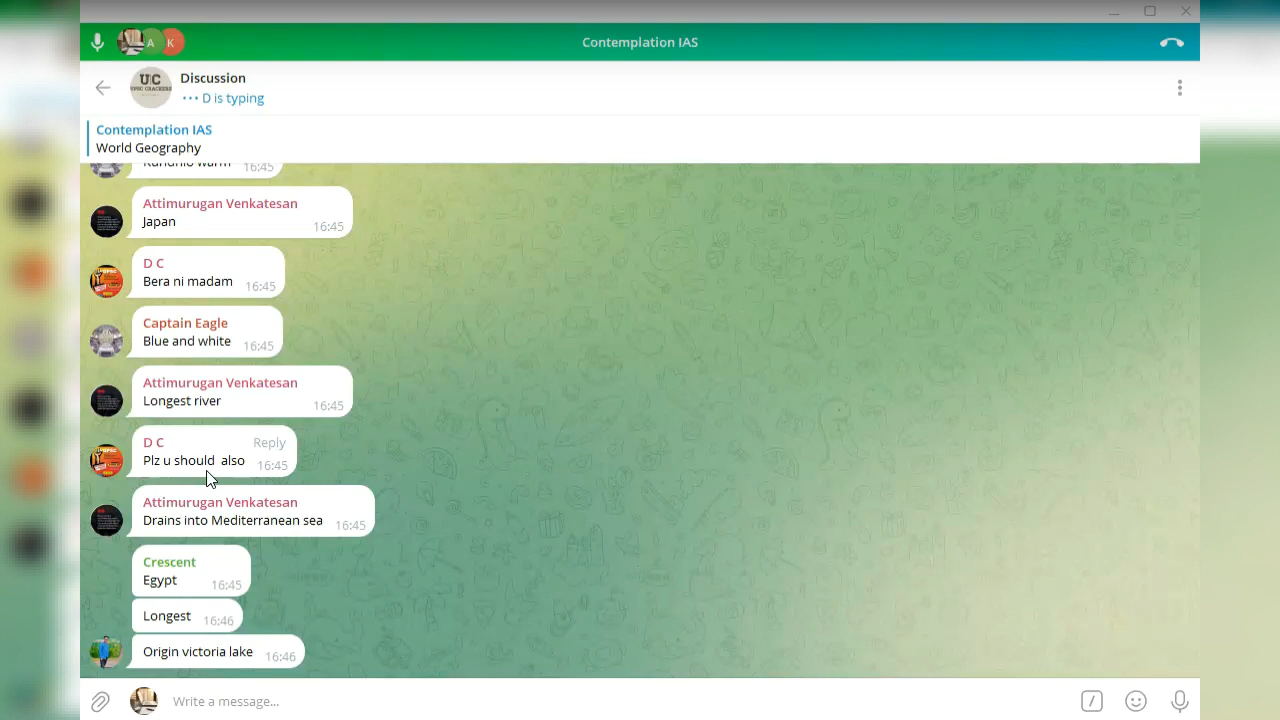 A K
Contemplation IAS
UC
UPSC CRACKERS
Discussion
D is typing
Contemplation IAS
World Geography
16:45
Attimurugan Venkatesan
Japan 16:45
D C
Bera ni madam 16:45
Captain Eagle
Blue and white 16:45
Attimurugan Venkatesan
Longest river 16:45
D C Reply
Plz u should also 16:45
Attimurugan Venkatesan
Drains into Mediterranean sea 16:45
Crescent
Egypt 16:45
Longest 16:46
Origin victoria lake 16:46
Write a message...